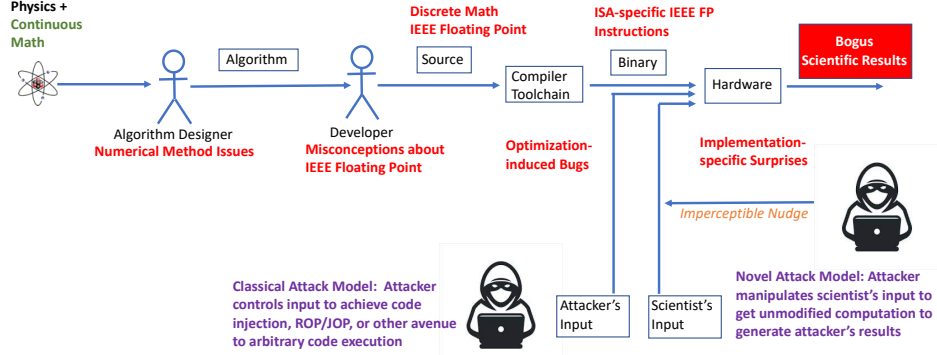 Physics +
Continuous
Math
Algorithm
Discrete Math
IEEE Floating Point
Source
ISA-specific IEEE FP
Instructions
Binary
Bogus
Scientific Results
Compiler
Toolchain
Hardware
Algorithm Designer
Numerical Method Issues
Developer
Misconceptions about
IEEE Floating Point
Optimization-
induced Bugs
Implementation-
specific Surprises
Imperceptible Nudge
Classical Attack Model: Attacker
controls input to achieve code
injection, ROP/JOP, or other avenue
to arbitrary code execution
Attacker's
Input
Scientist's
Input
Novel Attack Model: Attacker
manipulates scientist's input to
get unmodified computation to
generate attacker's results